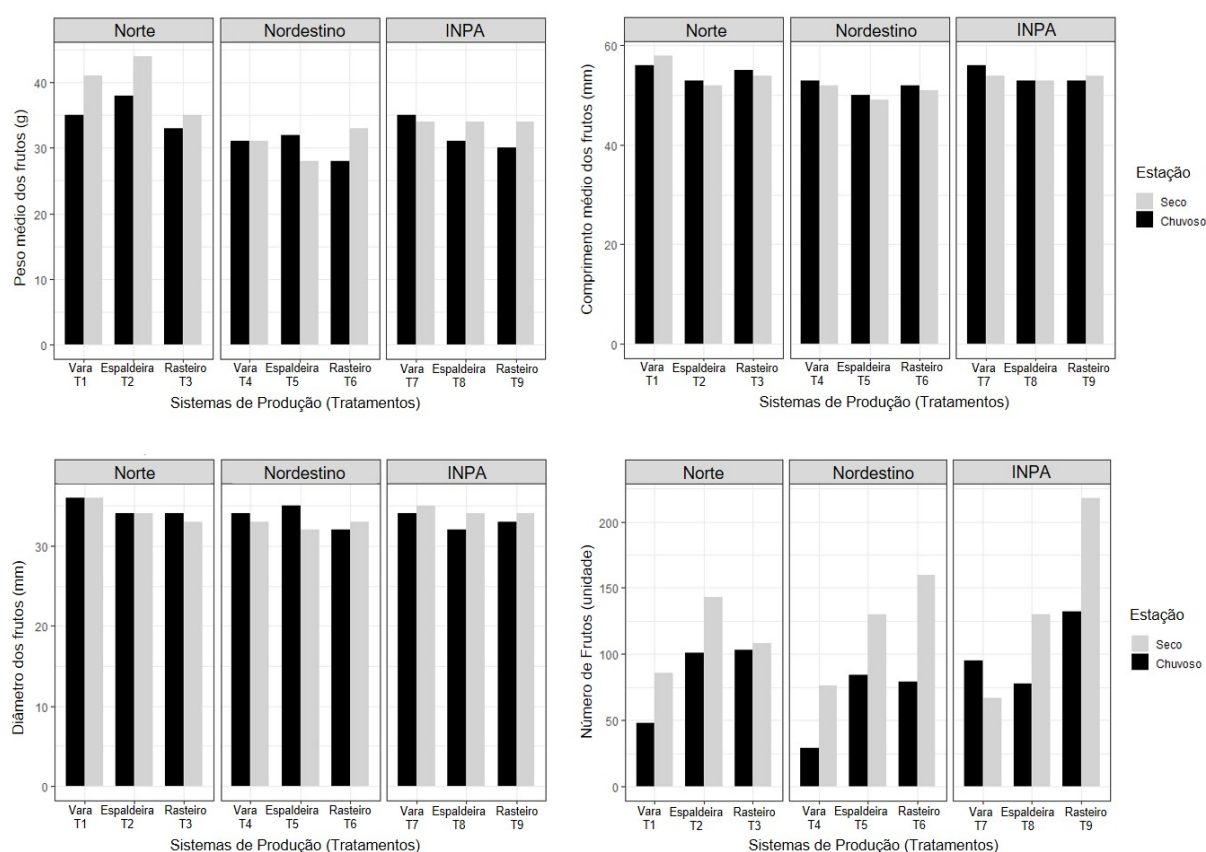 Norte Nordestino INPA
Peso médio dos frutos (g)
40
30
20
10
0
Vara Espaldeira Rasteiro Vara Espaldeira Rasteiro Vara Espaldeira Rasteiro
T1 T2 T3 T4 T5 T6 T7 T8 T9
Sistemas de Produção (Tratamentos)
Norte Nordestino INPA
Comprimento médio dos frutos (mm)
60
40
20
0
Vara Espaldeira Rasteiro Vara Espaldeira Rasteiro Vara Espaldeira Rasteiro
T1 T2 T3 T4 T5 T6 T7 T8 T9
Sistemas de Produção (Tratamentos)
Estação
Seco
Chuvoso
Norte Nordestino INPA
Diâmetro dos frutos (mm)
30
20
10
0
Vara Espaldeira Rasteiro Vara Espaldeira Rasteiro Vara Espaldeira Rasteiro
T1 T2 T3 T4 T5 T6 T7 T8 T9
Sistemas de Produção (Tratamentos)
Norte Nordestino INPA
Número de Frutos (unidade)
200
150
100
50
0
Vara Espaldeira Rasteiro Vara Espaldeira Rasteiro Vara Espaldeira Rasteiro
T1 T2 T3 T4 T5 T6 T7 T8 T9
Sistemas de Produção (Tratamentos)
Estação
Seco
Chuvoso